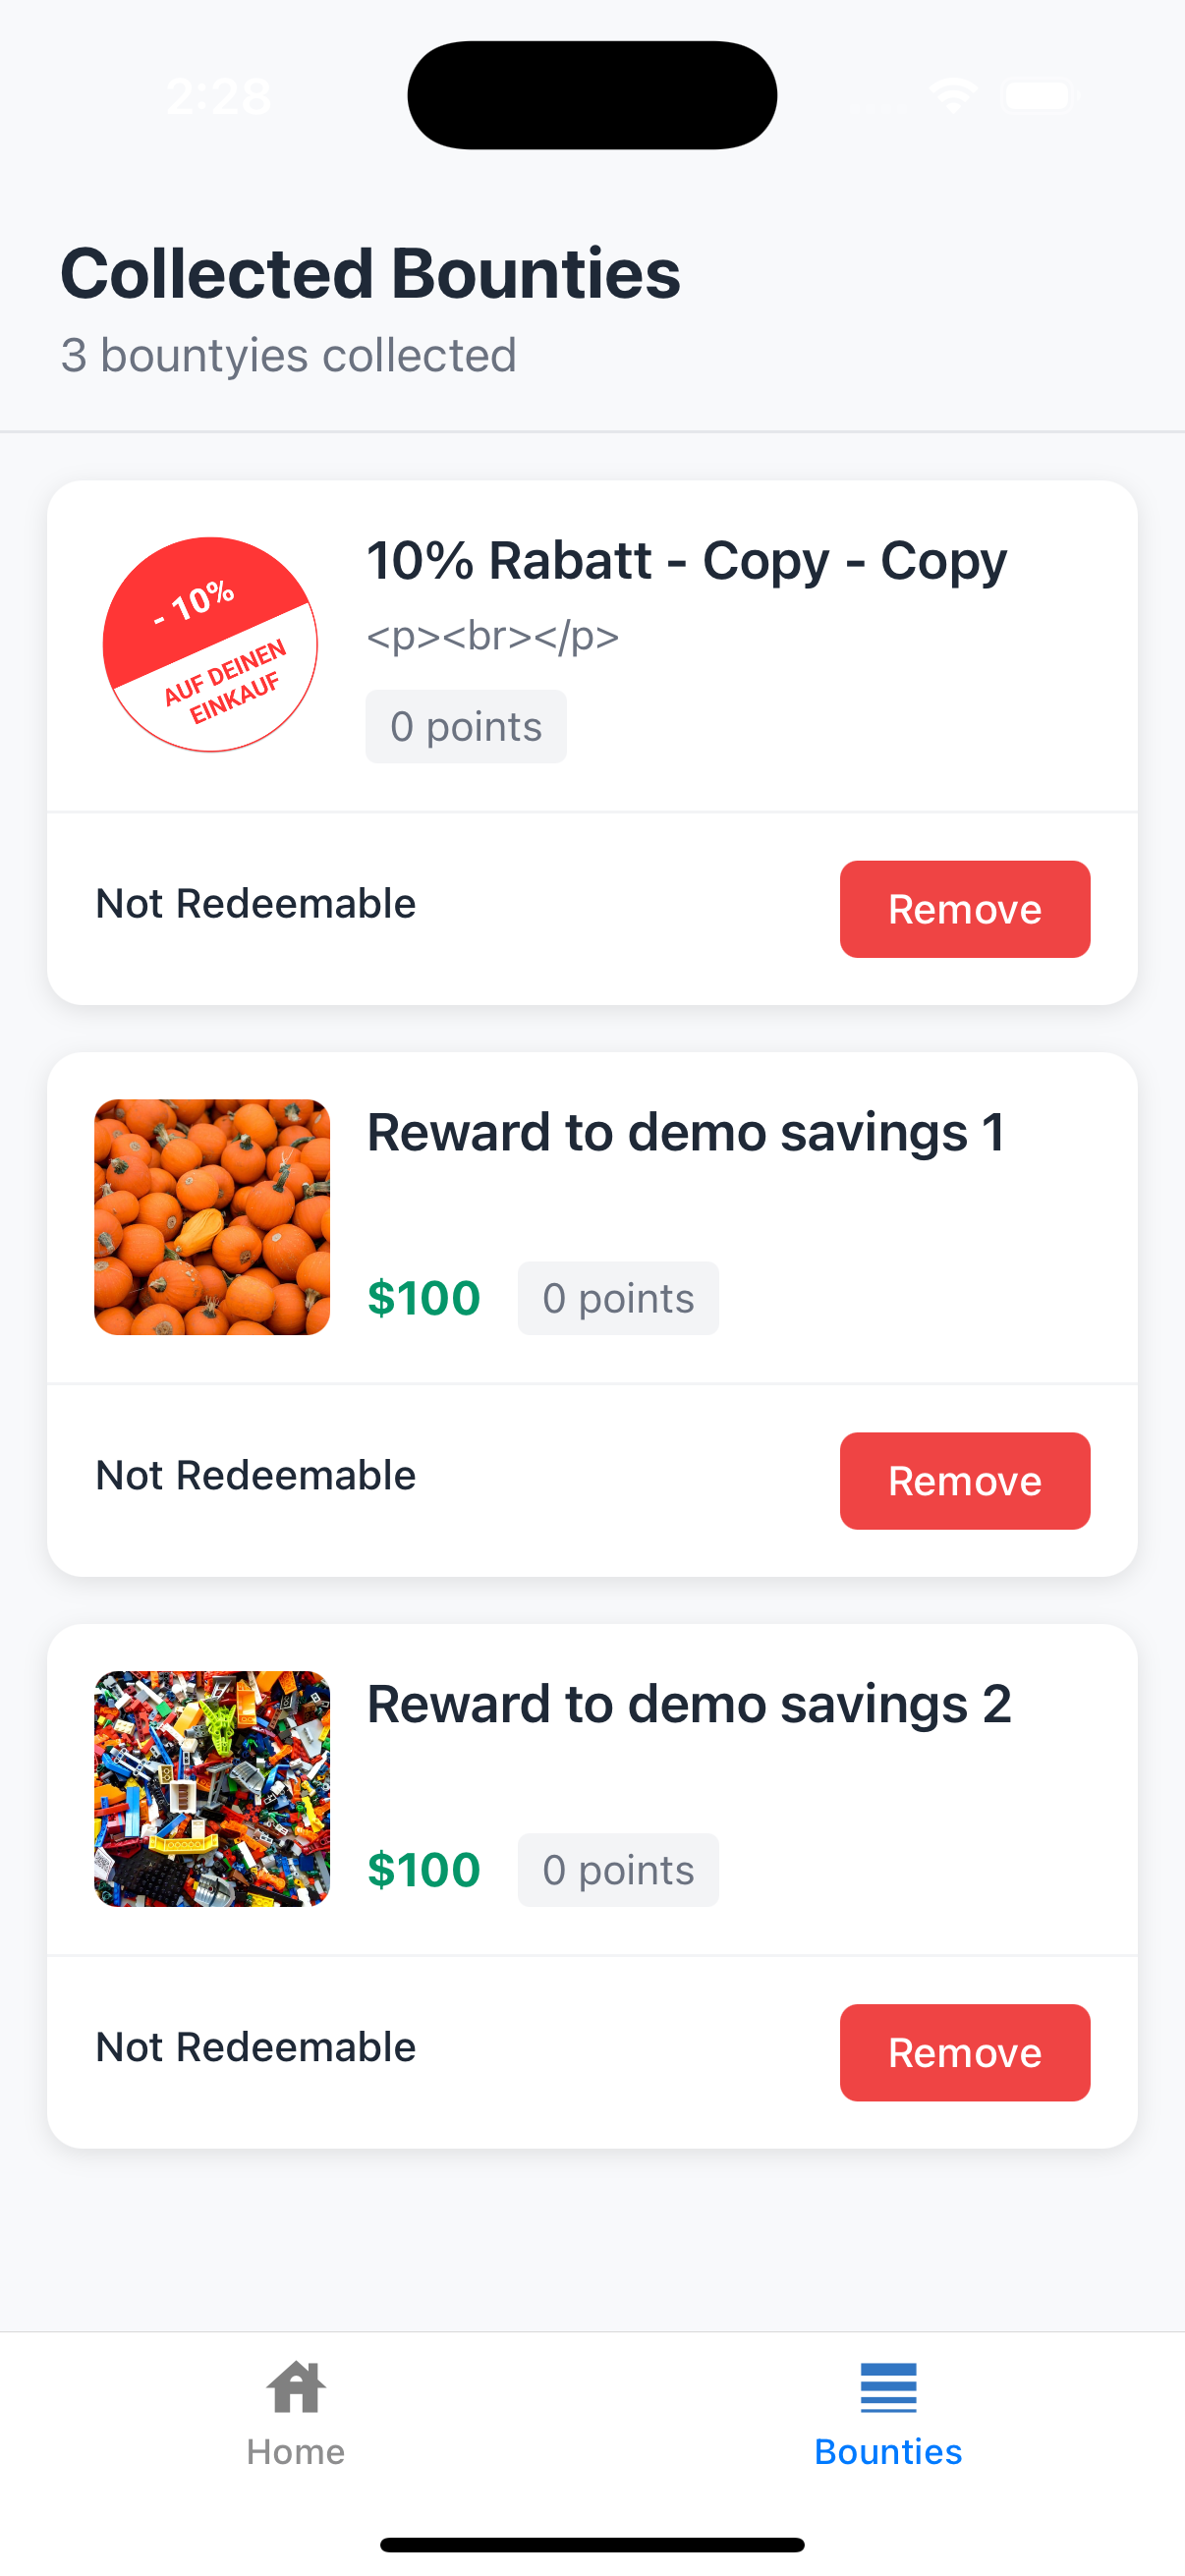 2:28
Collected Bounties
3 bountyies collected
- 10%
AUF DEINEN
EINKAUF
10% Rabatt - Copy - Copy
<p><br></p>
0 points
Not Redeemable
Remove
Reward to demo savings 1
$100
0 points
Not Redeemable
Remove
Reward to demo savings 2
$100
0 points
Not Redeemable
Remove
Home
Bounties